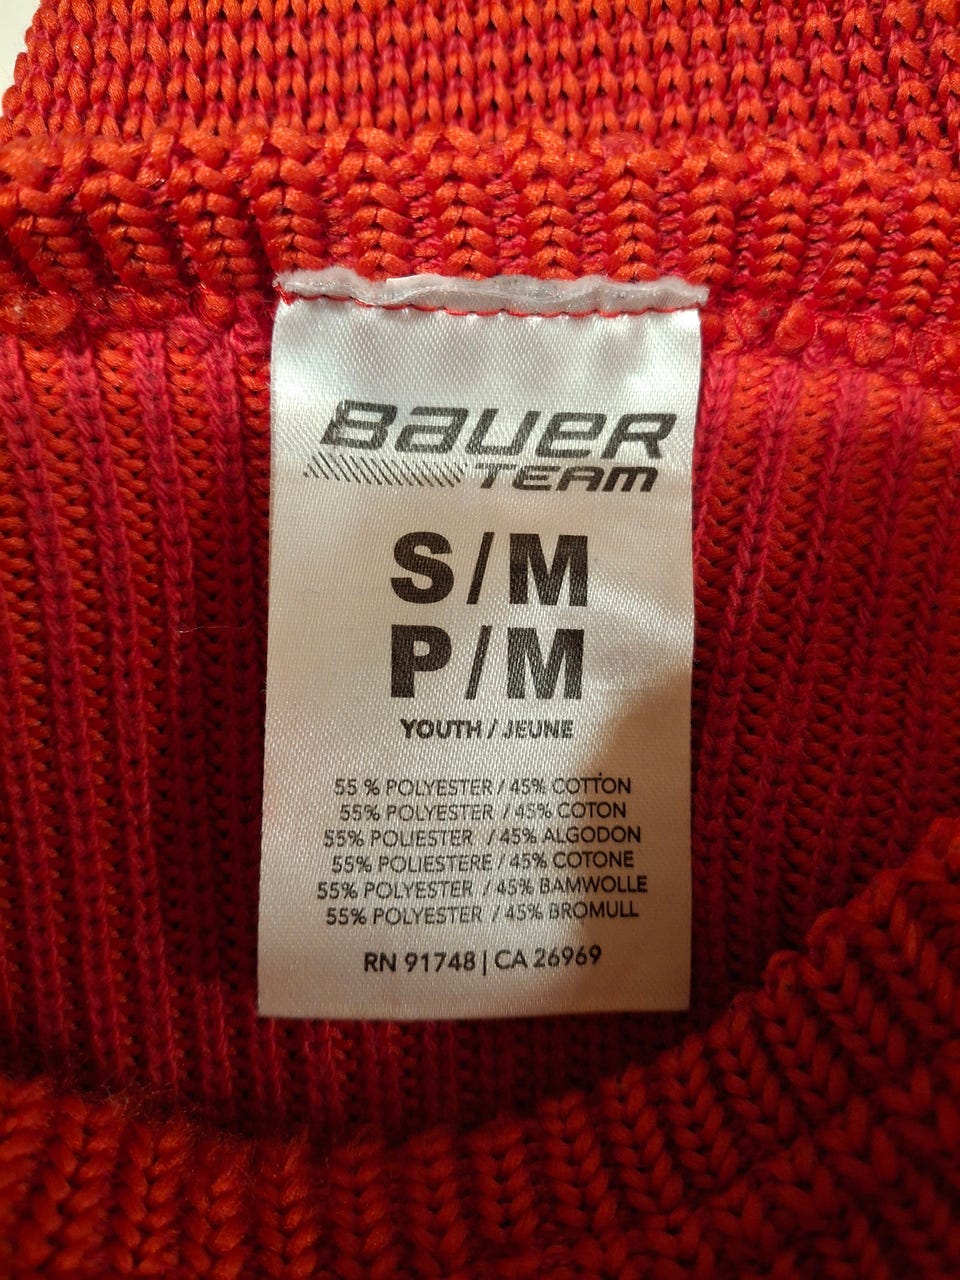 BAUER
TEAM
S/M
P/M
YOUTH / JEUNE
55 % POLYESTER / 45% COTTON
55% POLYESTER / 45% COTON
55% POLIESTER / 45% ALGODON
55% POLIESTERE / 45% COTONE
55% POLYESTER / 45% BAMWOLLE
55% POLYESTER / 45% BROMULL
RN 91748 | CA 26969